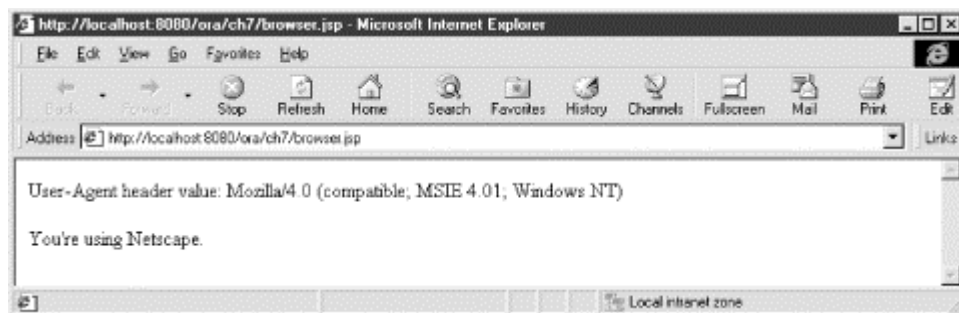 http://localhost:8080/ora/ch7/browser.jsp - Microsoft Internet Explorer
File Edit View Go Favorites Help
Back Forward Stop Refresh Home Search Favorites History Channels Fullscreen Mail Print Edit
Address http://localhost:8080/ora/ch7/browser.jsp Links
User-Agent header value: Mozilla/4.0 (compatible; MSIE 4.01; Windows NT)
You're using Netscape.
Local intranet zone